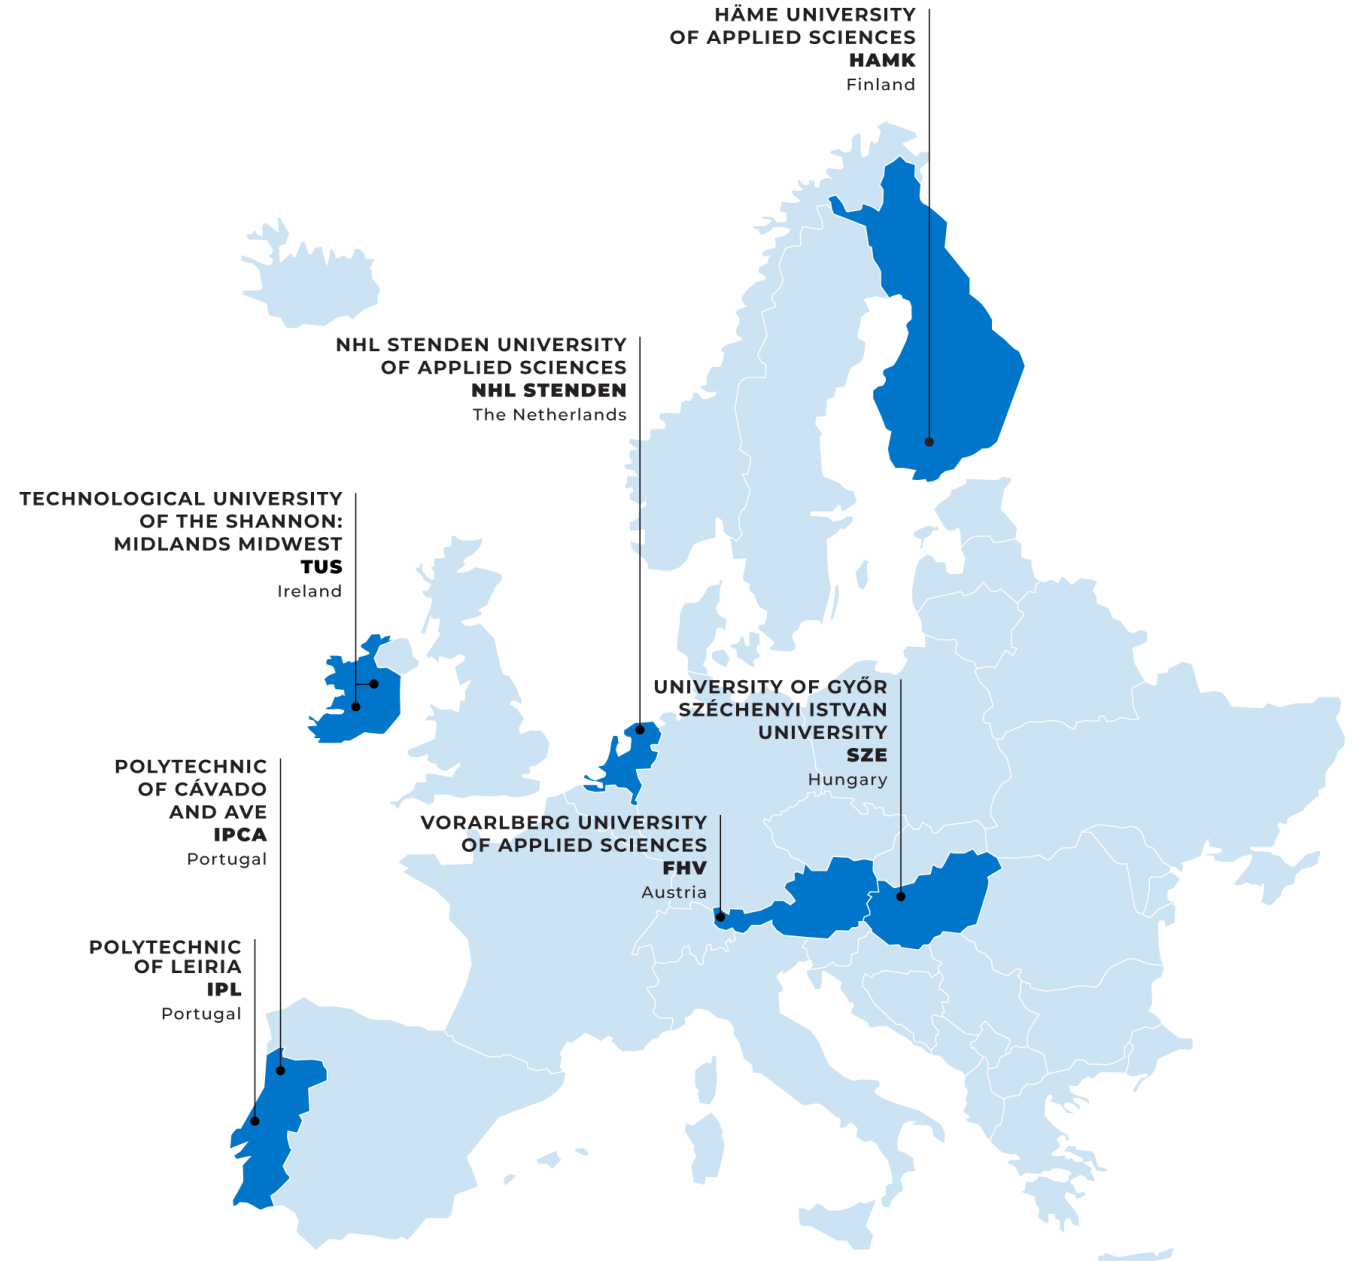 HÄME UNIVERSITY
OF APPLIED SCIENCES
HAMK
Finland
NHL STENDEN UNIVERSITY
OF APPLIED SCIENCES
NHL STENDEN
The Netherlands
TECHNOLOGICAL UNIVERSITY
OF THE SHANNON:
MIDLANDS MIDWEST
TUS
Ireland
UNIVERSITY OF GYŐR
SZÉCHENYI ISTVAN
UNIVERSITY
SZE
Hungary
POLYTECHNIC
OF CÁVADO
AND AVE
IPCA
Portugal
VORARLBERG UNIVERSITY
OF APPLIED SCIENCES
FHV
Austria
POLYTECHNIC
OF LEIRIA
IPL
Portugal